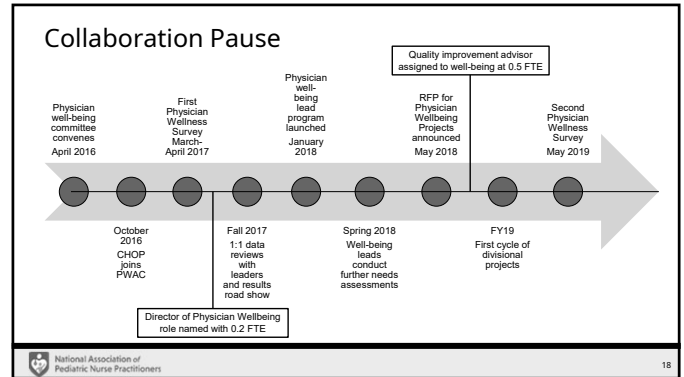 Collaboration Pause
Quality improvement advisor
assigned to well-being at 0.5 FTE
Physician
well-being
committee
convenes
April 2016
First
Physician
Wellness
Survey
March-
April 2017
Physician
well-
being
lead
program
launched
January
2018
RFP for
Physician
Wellbeing
Projects
announced
May 2018
Second
Physician
Wellness
Survey
May 2019
October
2016
CHOP
joins
PWAC
Fall 2017
1:1 data
reviews
with
leaders
and results
road show
Spring 2018
Well-being
leads
conduct
further needs
assessments
FY19
First cycle of
divisional
projects
Director of Physician Wellbeing
role named with 0.2 FTE
National Association of
Pediatric Nurse Practitioners
18